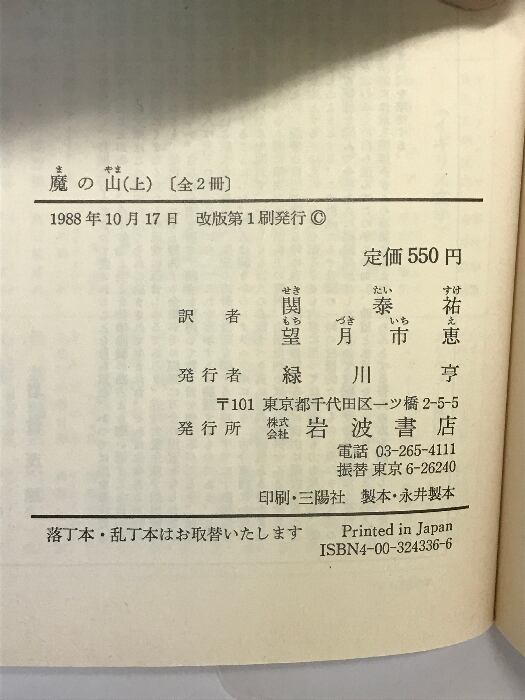 魔の山(上)〔全2冊〕
1988年10月17日 改版第1刷発行©
定価550円
訳者 関泰祐
望月市恵
発行者 緑川亨
〒101 東京都千代田区一ツ橋2-5-5
発行所 株式会社 岩波書店
電話 03-265-4111
振替 東京6-26240
印刷・三陽社 製本・永井製本
落丁本・乱丁本はお取替いたします Printed in Japan
ISBN4-00-324336-6